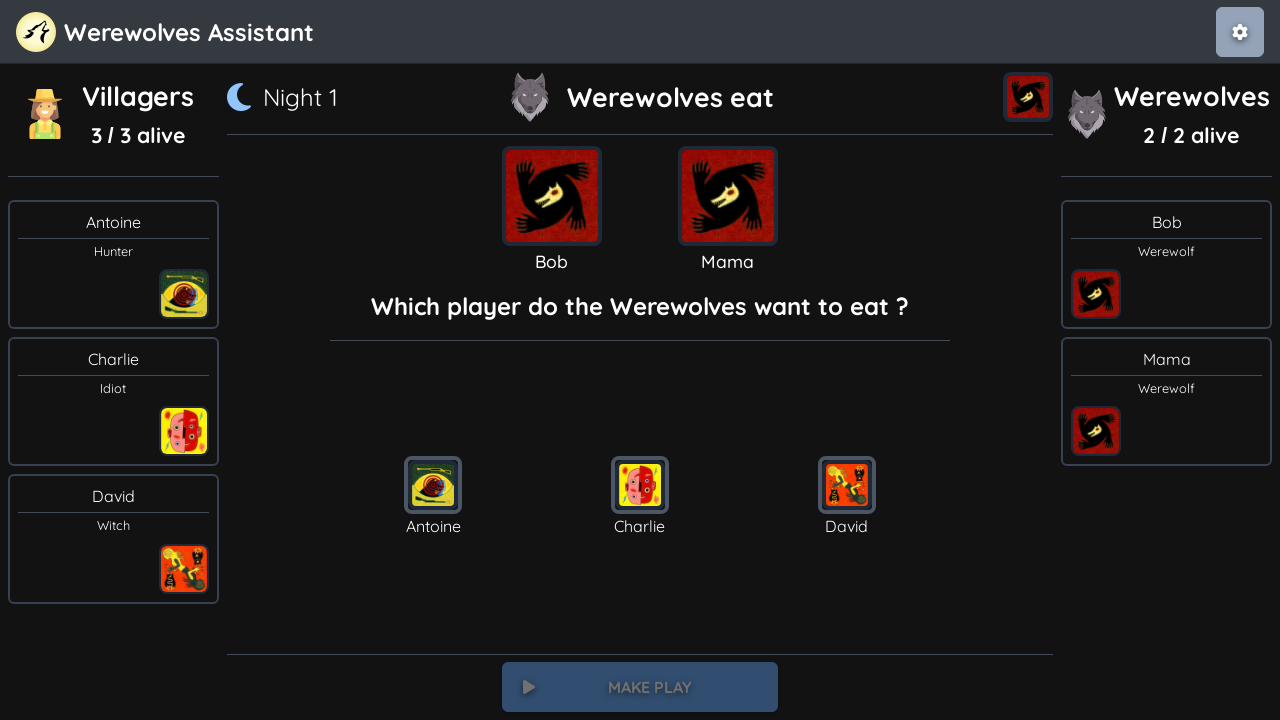 Werewolves Assistant
Villagers
3 / 3 alive
Night 1
Werewolves eat
Werewolves
2 / 2 alive
Antoine
Hunter
Charlie
Idiot
David
Witch
Bob
Mama
Which player do the Werewolves want to eat ?
Antoine
Charlie
David
MAKE PLAY
Bob
Werewolf
Mama
Werewolf